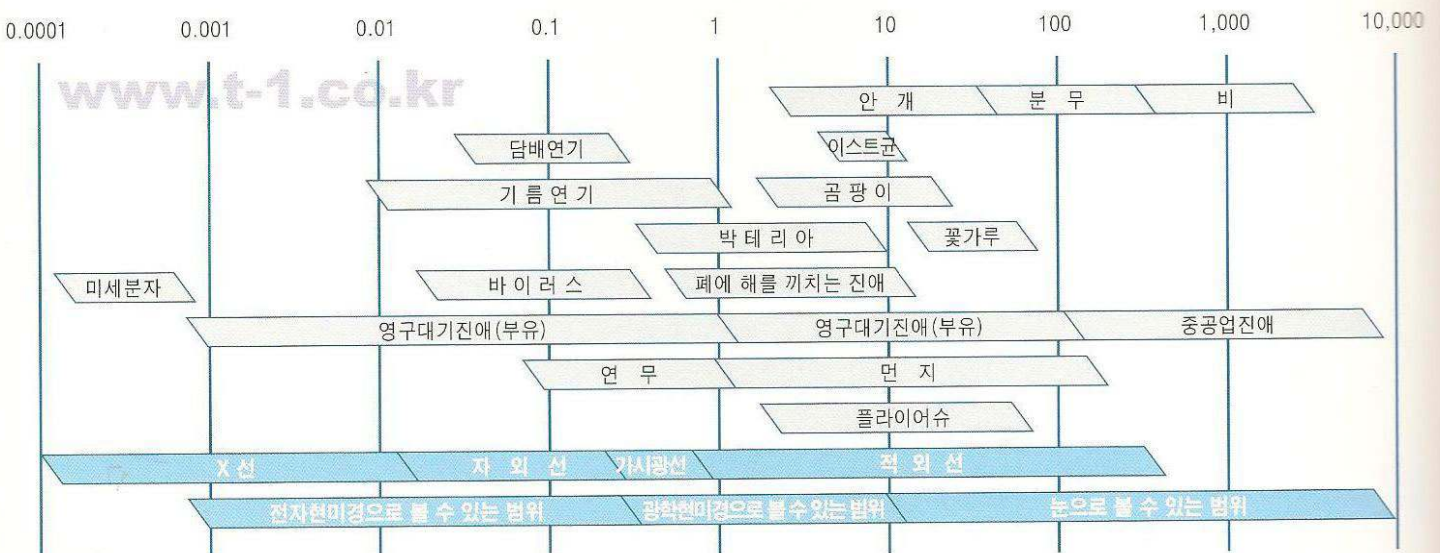 0.0001 0.001 0.01 0.1 1 10 100 1,000 10,000
www.t-1.co.kr
안 개 분 무 비
담배연기 이스트균
기 름 연 기 곰 팡 이
박 테 리 아 꽃가루
미세분자 바 이 러 스 폐에 해를 끼치는 진애
영구대기진애(부유) 영구대기진애(부유) 중공업진애
연 무 먼 지
플라이어슈
X 선 자 외 선 가시광선 적 외 선
전자현미경으로 볼 수 있는 범위 광학현미경으로 볼 수 있는 범위 눈으로 볼 수 있는 범위